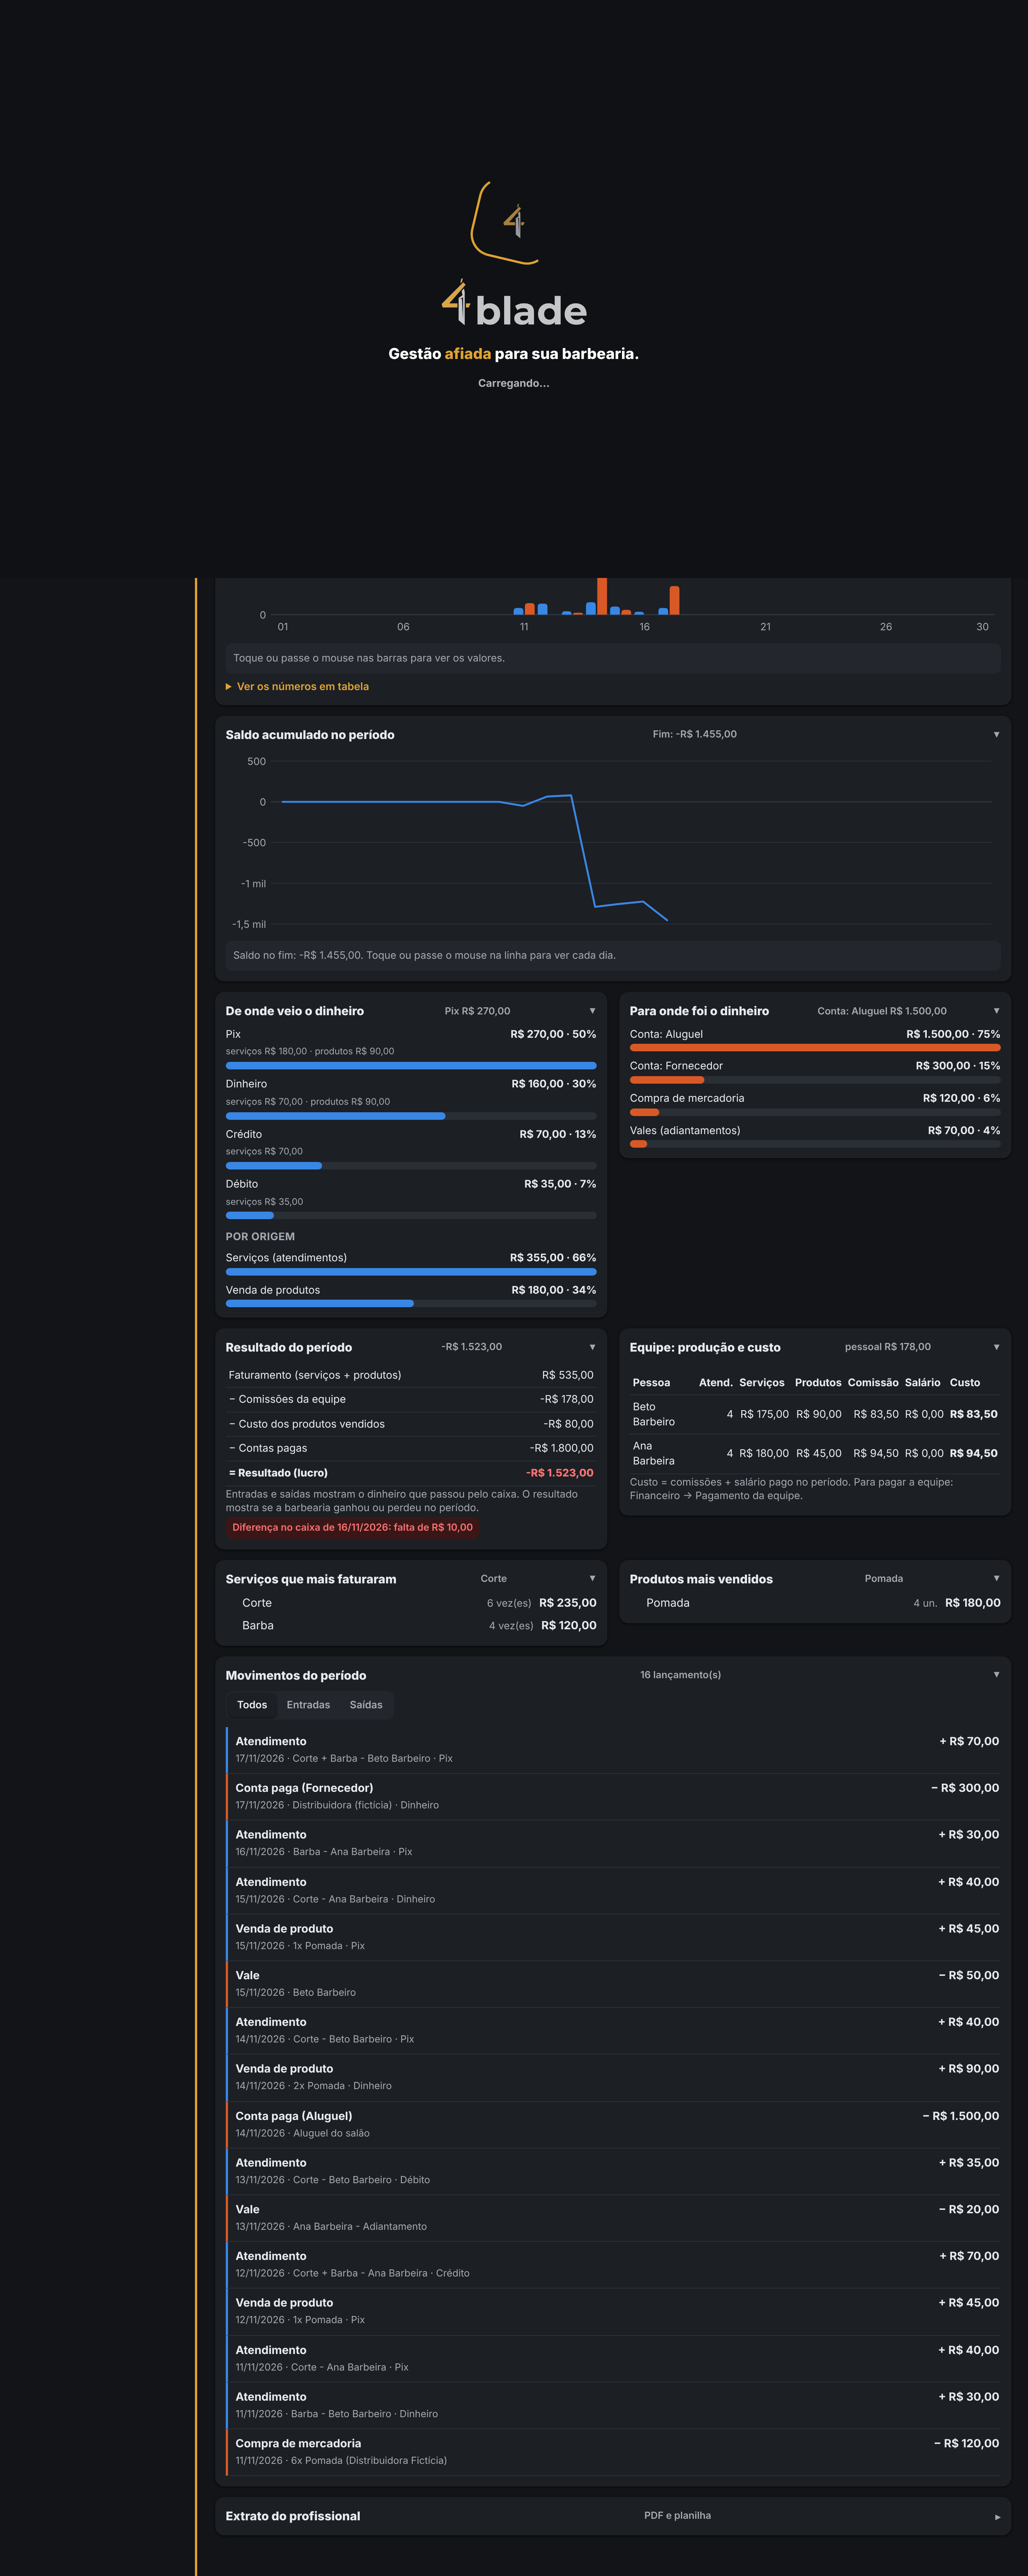 4
4blade
Gestão afiada para sua barbearia.
Carregando...
0
01 06 11 16 21 26 30
Toque ou passe o mouse nas barras para ver os valores.
▶ Ver os números em tabela
Saldo acumulado no período Fim: -R$ 1.455,00 ▼
500
0
-500
-1 mil
-1,5 mil
Saldo no fim: -R$ 1.455,00. Toque ou passe o mouse na linha para ver cada dia.
De onde veio o dinheiro Pix R$ 270,00 ▼
Pix R$ 270,00 · 50%
serviços R$ 180,00 · produtos R$ 90,00
Dinheiro R$ 160,00 · 30%
serviços R$ 70,00 · produtos R$ 90,00
Crédito R$ 70,00 · 13%
serviços R$ 70,00
Débito R$ 35,00 · 7%
serviços R$ 35,00
POR ORIGEM
Serviços (atendimentos) R$ 355,00 · 66%
Venda de produtos R$ 180,00 · 34%
Para onde foi o dinheiro Conta: Aluguel R$ 1.500,00 ▼
Conta: Aluguel R$ 1.500,00 · 75%
Conta: Fornecedor R$ 300,00 · 15%
Compra de mercadoria R$ 120,00 · 6%
Vales (adiantamentos) R$ 70,00 · 4%
Resultado do período -R$ 1.523,00 ▼
Faturamento (serviços + produtos) R$ 535,00
− Comissões da equipe -R$ 178,00
− Custo dos produtos vendidos -R$ 80,00
− Contas pagas -R$ 1.800,00
= Resultado (lucro) -R$ 1.523,00
Entradas e saídas mostram o dinheiro que passou pelo caixa. O resultado
mostra se a barbearia ganhou ou perdeu no período.
Diferença no caixa de 16/11/2026: falta de R$ 10,00
Equipe: produção e custo pessoal R$ 178,00 ▼
Pessoa Atend. Serviços Produtos Comissão Salário Custo
Beto
Barbeiro 4 R$ 175,00 R$ 90,00 R$ 83,50 R$ 0,00 R$ 83,50
Ana
Barbeira 4 R$ 180,00 R$ 45,00 R$ 94,50 R$ 0,00 R$ 94,50
Custo = comissões + salário pago no período. Para pagar a equipe:
Financeiro → Pagamento da equipe.
Serviços que mais faturaram Corte ▼
Corte 6 vez(es) R$ 235,00
Barba 4 vez(es) R$ 120,00
Produtos mais vendidos Pomada ▼
Pomada 4 un. R$ 180,00
Movimentos do período 16 lançamento(s) ▼
Todos Entradas Saídas
Atendimento + R$ 70,00
17/11/2026 · Corte + Barba - Beto Barbeiro · Pix
Conta paga (Fornecedor) − R$ 300,00
17/11/2026 · Distribuidora (fictícia) · Dinheiro
Atendimento + R$ 30,00
16/11/2026 · Barba - Ana Barbeira · Pix
Atendimento + R$ 40,00
15/11/2026 · Corte - Ana Barbeira · Dinheiro
Venda de produto + R$ 45,00
15/11/2026 · 1x Pomada · Pix
Vale − R$ 50,00
15/11/2026 · Beto Barbeiro
Atendimento + R$ 40,00
14/11/2026 · Corte - Beto Barbeiro · Pix
Venda de produto + R$ 90,00
14/11/2026 · 2x Pomada · Dinheiro
Conta paga (Aluguel) − R$ 1.500,00
14/11/2026 · Aluguel do salão
Atendimento + R$ 35,00
13/11/2026 · Corte - Beto Barbeiro · Débito
Vale − R$ 20,00
13/11/2026 · Ana Barbeira - Adiantamento
Atendimento + R$ 70,00
12/11/2026 · Corte + Barba - Ana Barbeira · Crédito
Venda de produto + R$ 45,00
12/11/2026 · 1x Pomada · Pix
Atendimento + R$ 40,00
11/11/2026 · Corte - Ana Barbeira · Pix
Atendimento + R$ 30,00
11/11/2026 · Barba - Beto Barbeiro · Dinheiro
Compra de mercadoria − R$ 120,00
11/11/2026 · 6x Pomada (Distribuidora Fictícia)
Extrato do profissional PDF e planilha ▸